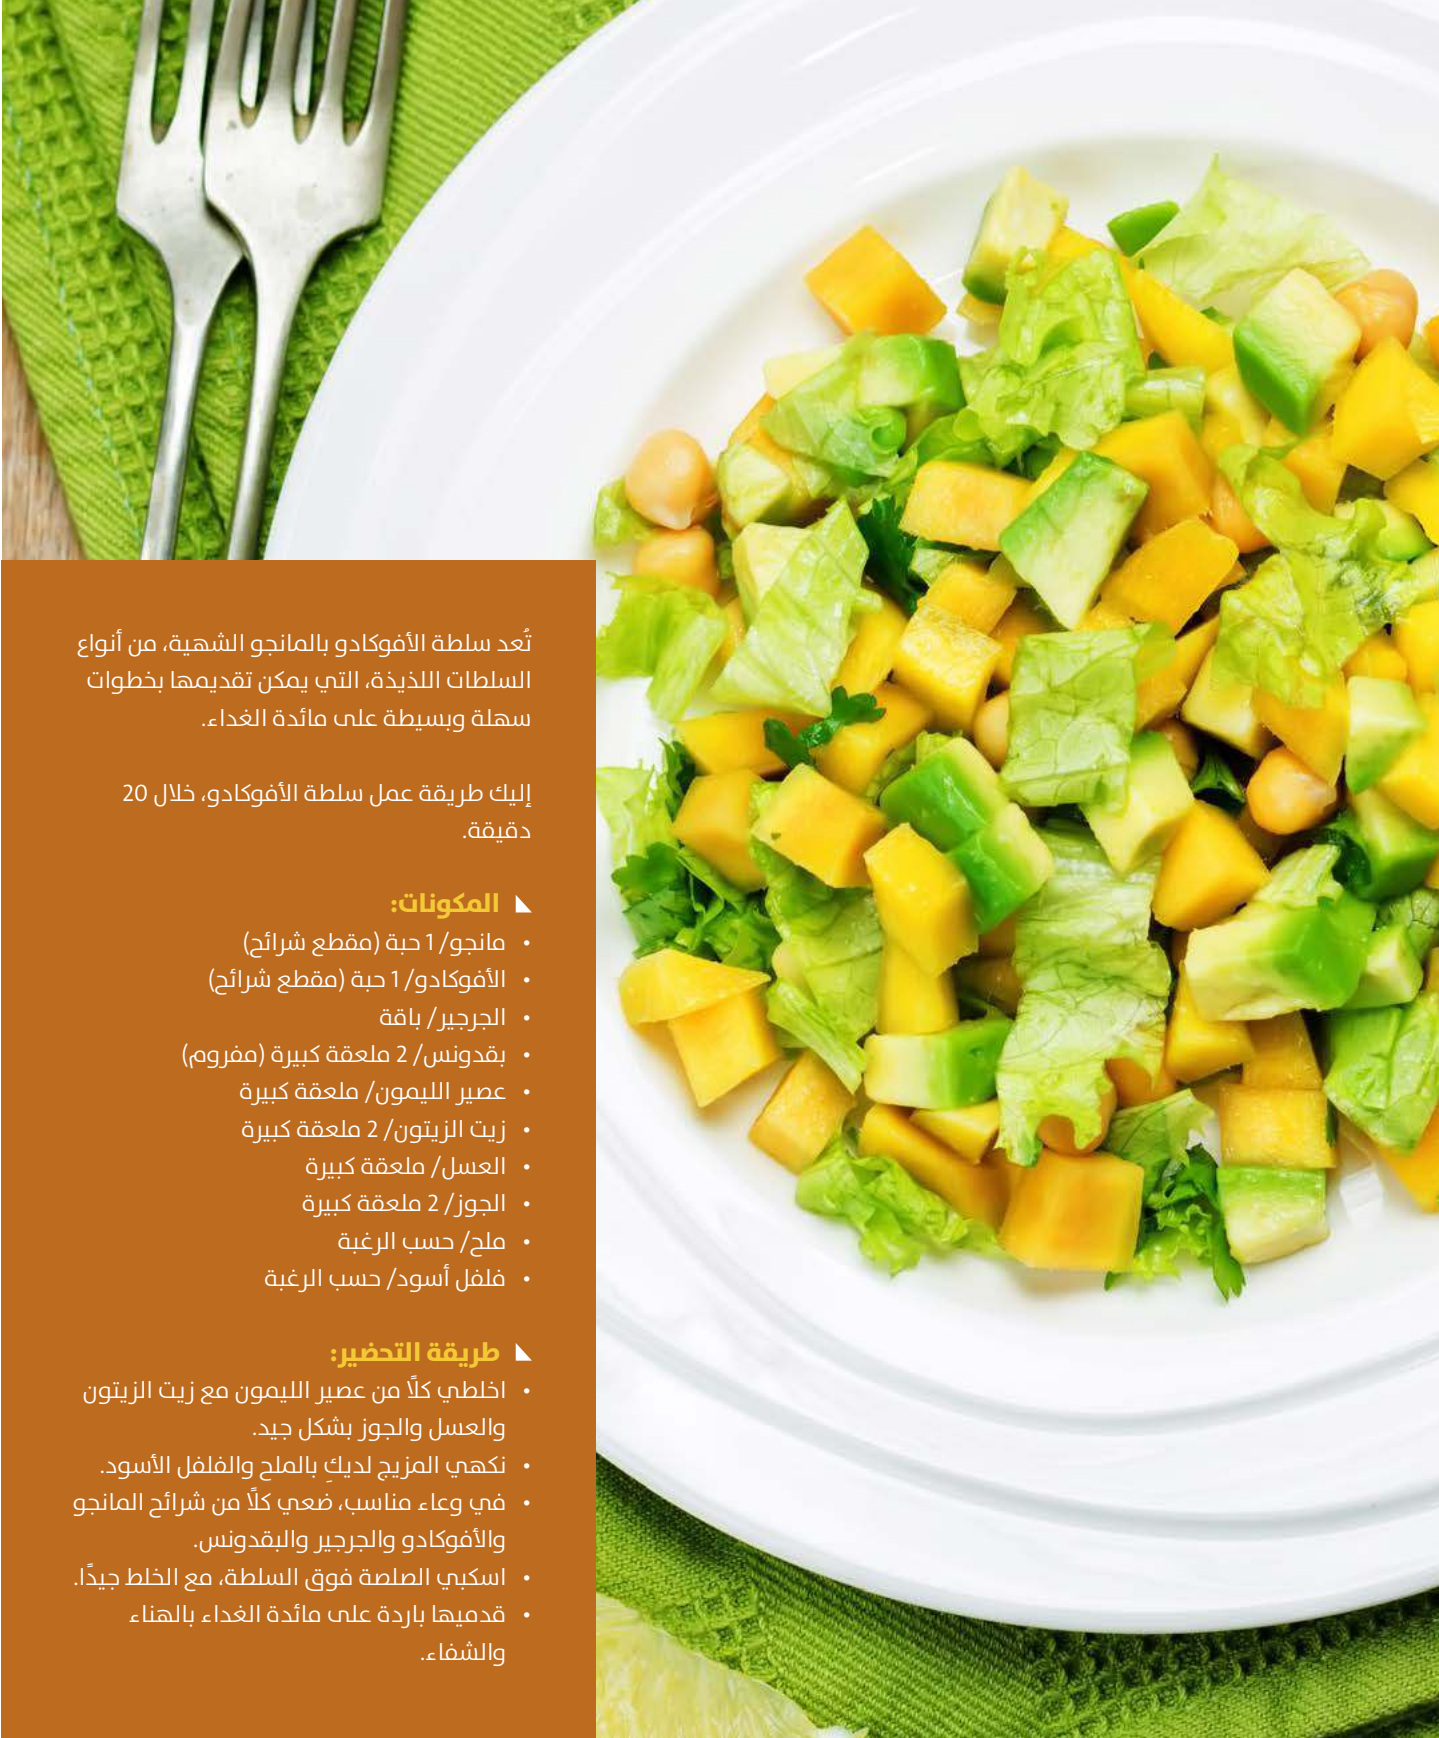 تُعد سلطة الأفوكادو بالمانجو الشهية، من أنواع
السلطات اللذيذة، التي يمكن تقديمها بخطوات
سهلة وبسيطة على مائدة الغداء.
إليك طريقة عمل سلطة الأفوكادو، خلال 20
دقيقة.
المكونات:
• مانجو/ 1 حبة (مقطع شرائح)
• الأفوكادو/ 1 حبة (مقطع شرائح)
• الجرجير/ باقة
• بقدونس/ 2 ملعقة كبيرة (مفروم)
• عصير الليمون/ ملعقة كبيرة
• زيت الزيتون/ 2 ملعقة كبيرة
• العسل/ ملعقة كبيرة
• الجوز/ 2 ملعقة كبيرة
• ملح/ حسب الرغبة
• فلفل أسود/ حسب الرغبة
طريقة التحضير:
• اخلطي كلًا من عصير الليمون مع زيت الزيتون
والعسل والجوز بشكل جيد.
• نكهي المزيج لديكِ بالملح والفلفل الأسود.
• في وعاء مناسب، ضعي كلًا من شرائح المانجو
والأفوكادو والجرجير والبقدونس.
• اسكبي الصلصة فوق السلطة، مع الخلط جيدًا.
• قدميها باردة على مائدة الغداء بالهناء
والشفاء.